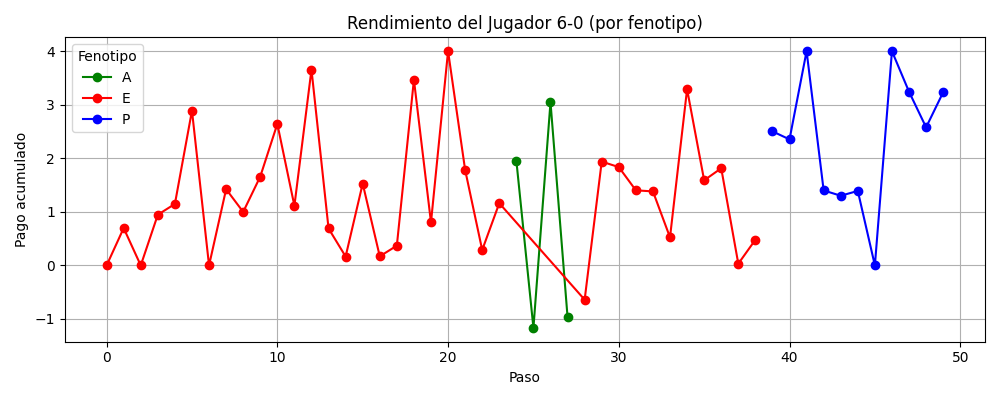 Rendimiento del Jugador 6-0 (por fenotipo)
Fenotipo
A
E
P
Pago acumulado
4
3
2
1
0
−1
0 10 20 30 40 50
Paso